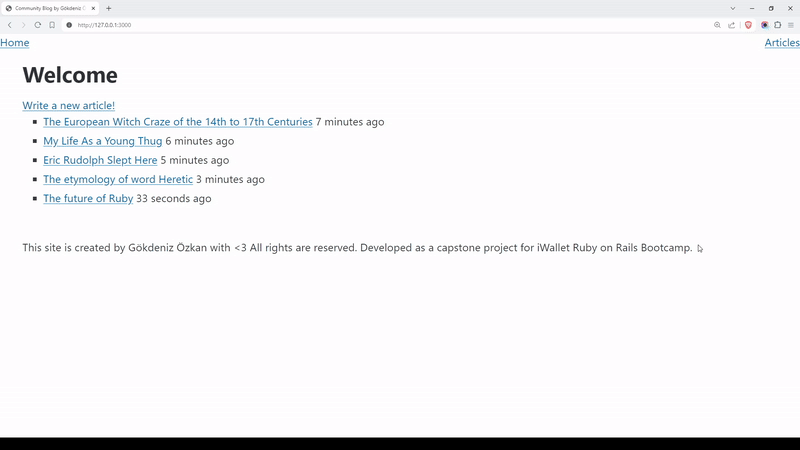 Community Blog by Gökdeniz Ö
http://127.0.0.1:3000
Home
Articles
Welcome
Write a new article!
The European Witch Craze of the 14th to 17th Centuries 7 minutes ago
My Life As a Young Thug 6 minutes ago
Eric Rudolph Slept Here 5 minutes ago
The etymology of word Heretic 3 minutes ago
The future of Ruby 33 seconds ago
This site is created by Gökdeniz Özkan with <3 All rights are reserved. Developed as a capstone project for iWallet Ruby on Rails Bootcamp.